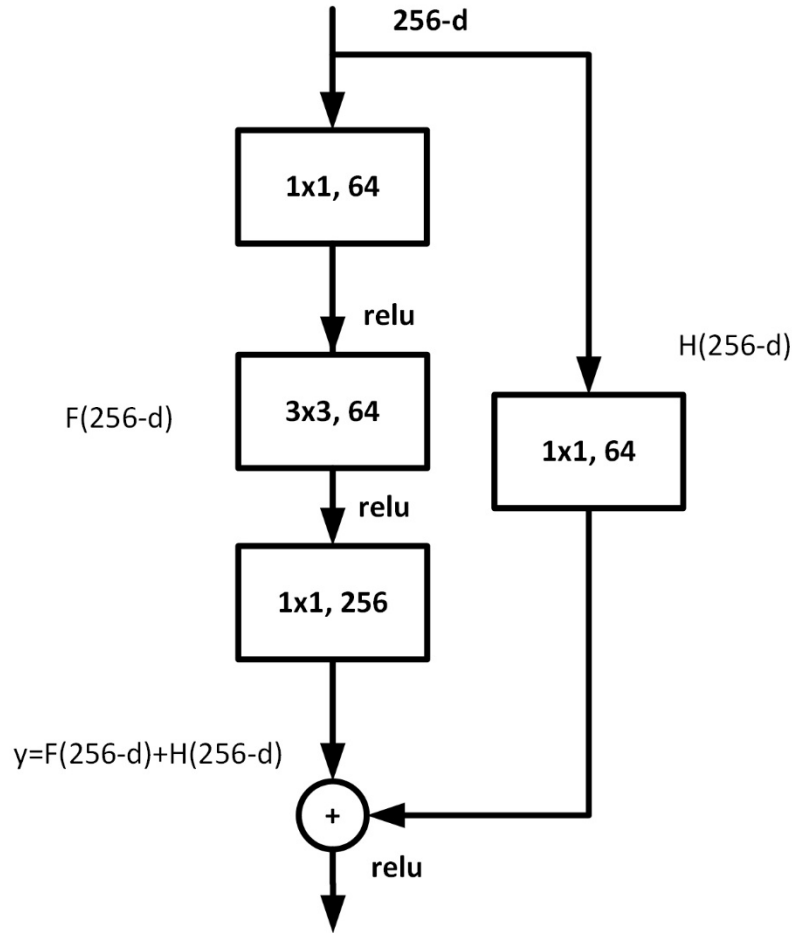 256-d
1x1, 64
relu
H(256-d)
F(256-d)
3x3, 64
1x1, 64
relu
1x1, 256
y=F(256-d)+H(256-d)
+
relu